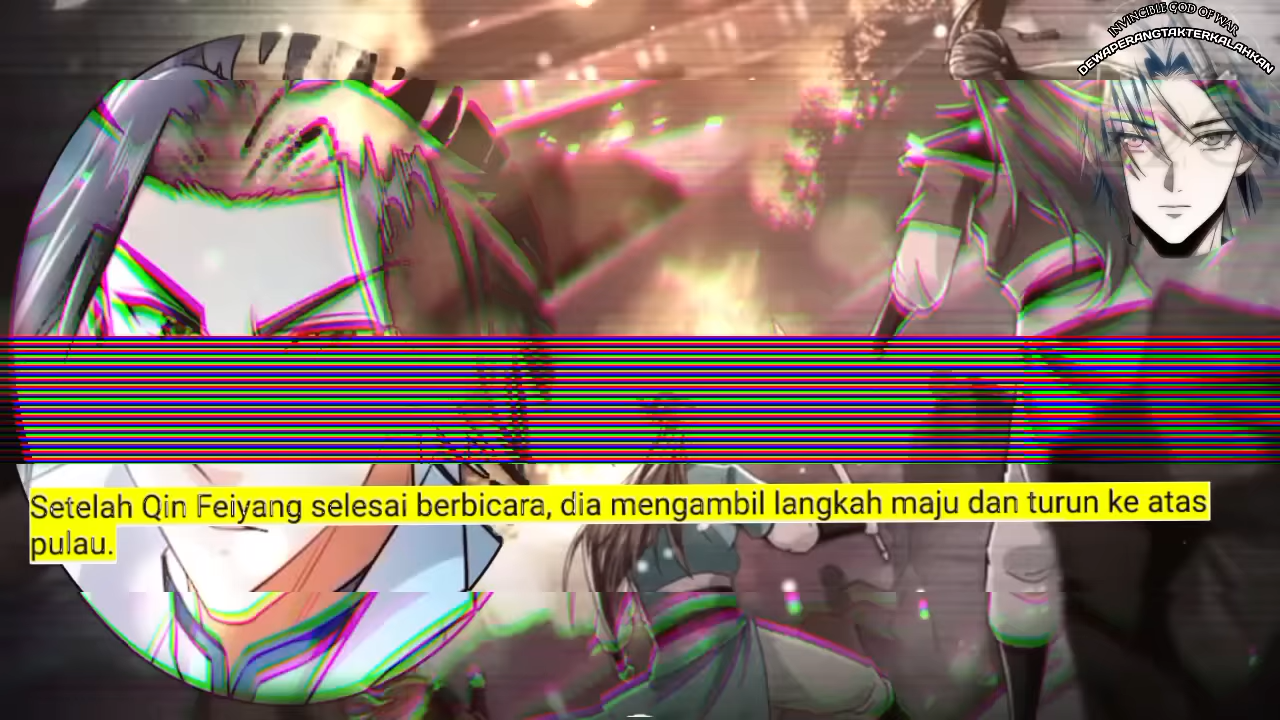 INVINCIBLE GOD OF WAR
DEWAPERANGTAKTERKALAHKAN
Setelah Qin Feiyang selesai berbicara, dia mengambil langkah maju dan turun ke atas
pulau.